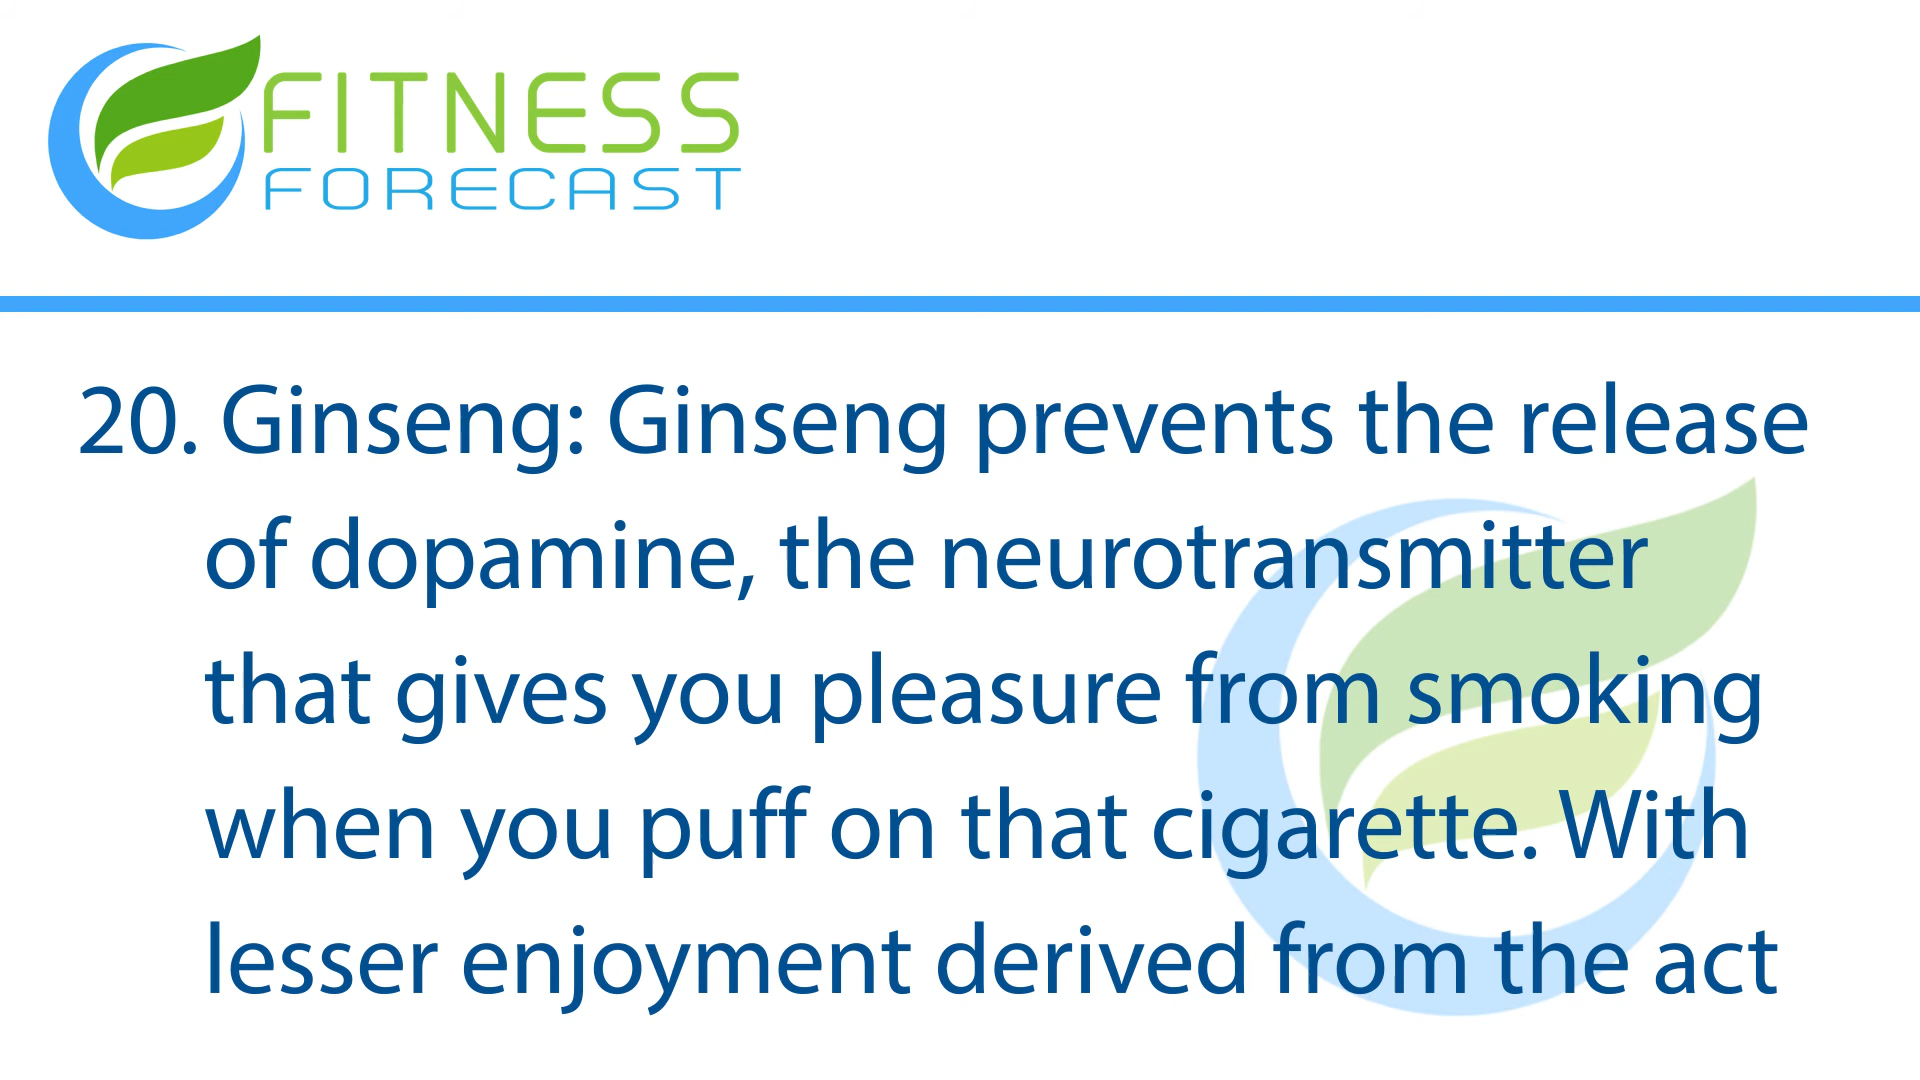 FITNESS
FORECAST
20. Ginseng: Ginseng prevents the release
of dopamine, the neurotransmitter
that gives you pleasure from smoking
when you puff on that cigarette. With
lesser enjoyment derived from the act